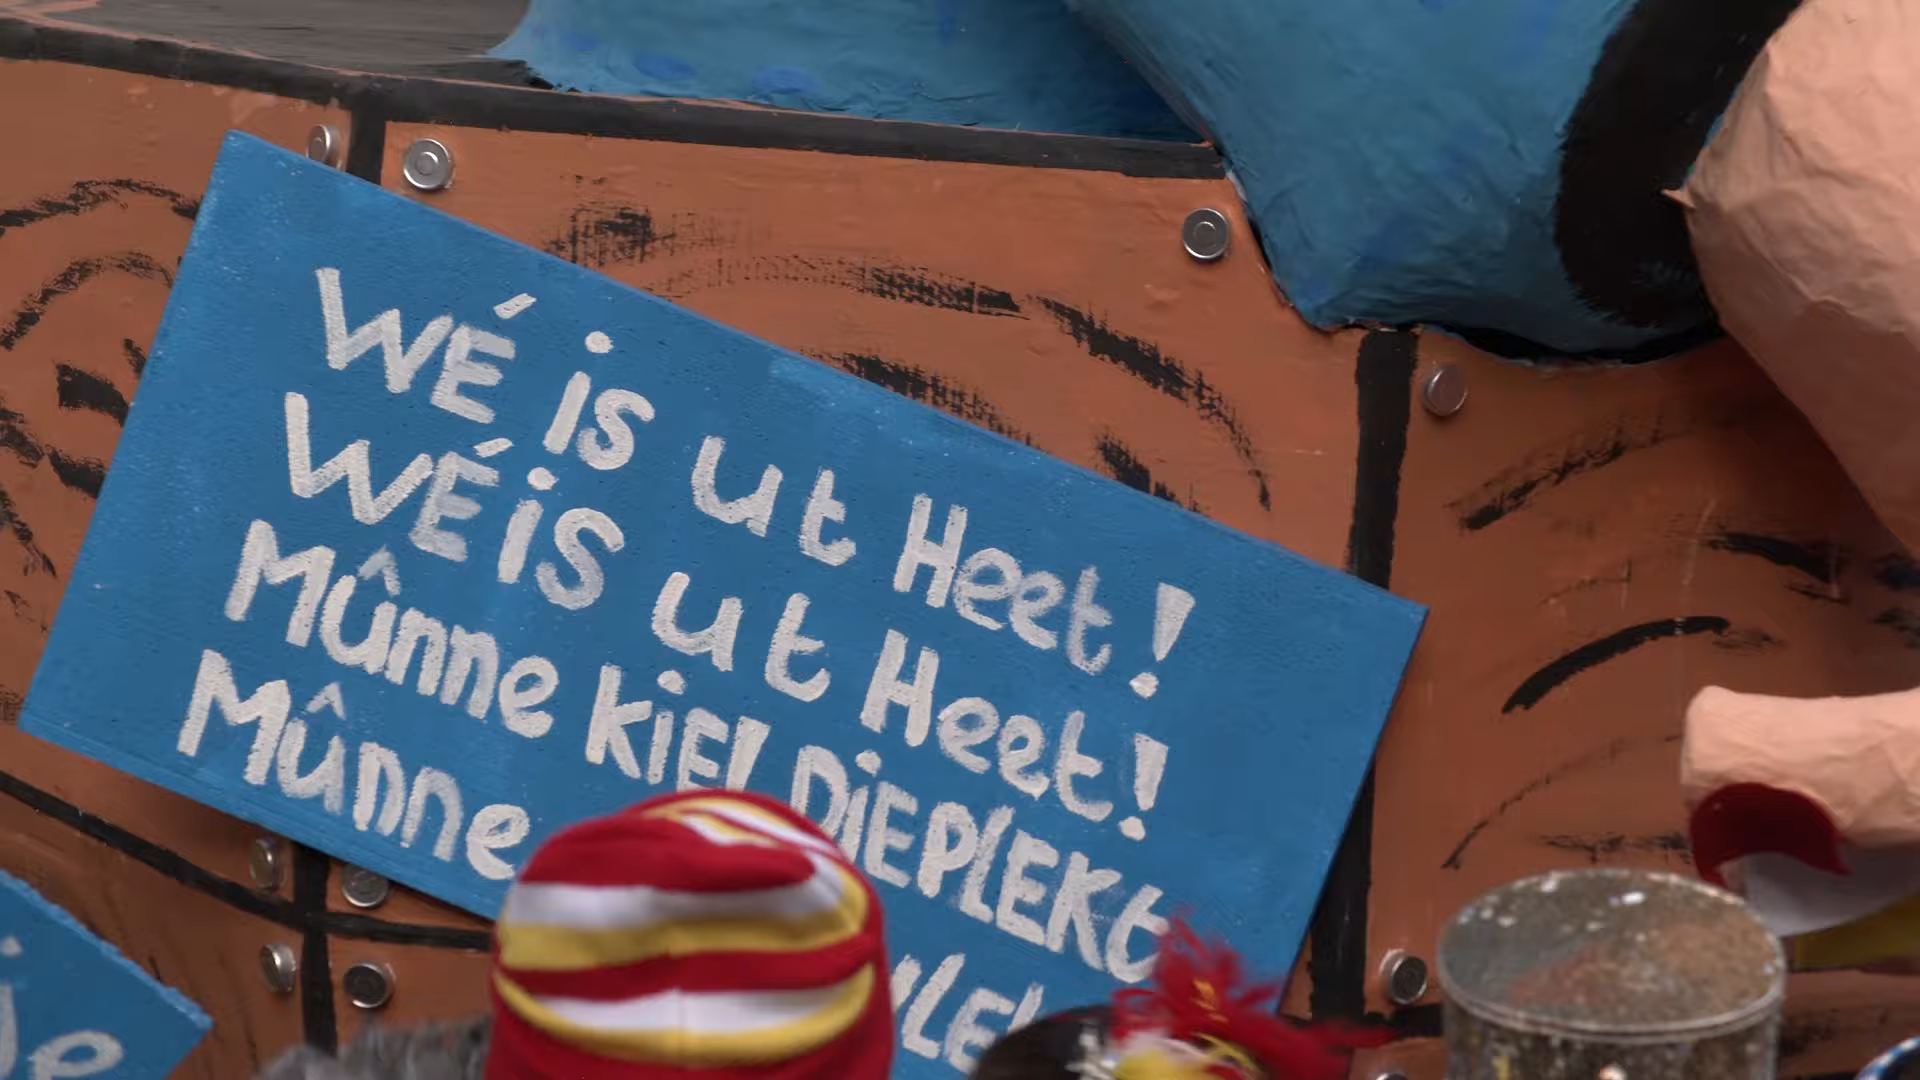 WÉ is ut Heet!
WÉ is ut Heet!
Mûnne kiEl DiEPlEKt
Mûnne